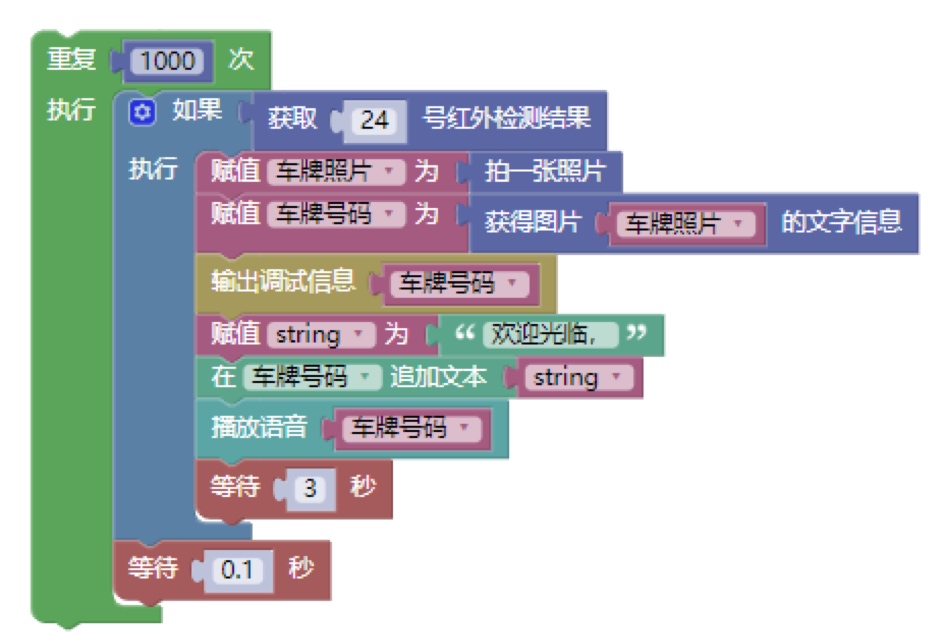 重复 1000 次
执行 如果 获取 24 号红外检测结果
执行 赋值 车牌照片 为 拍一张照片
赋值 车牌号码 为 获得图片 车牌照片 的文字信息
输出调试信息 车牌号码
赋值 string 为 “ 欢迎光临, ”
在 车牌号码 追加文本 string
播放语音 车牌号码
等待 3 秒
等待 0.1 秒